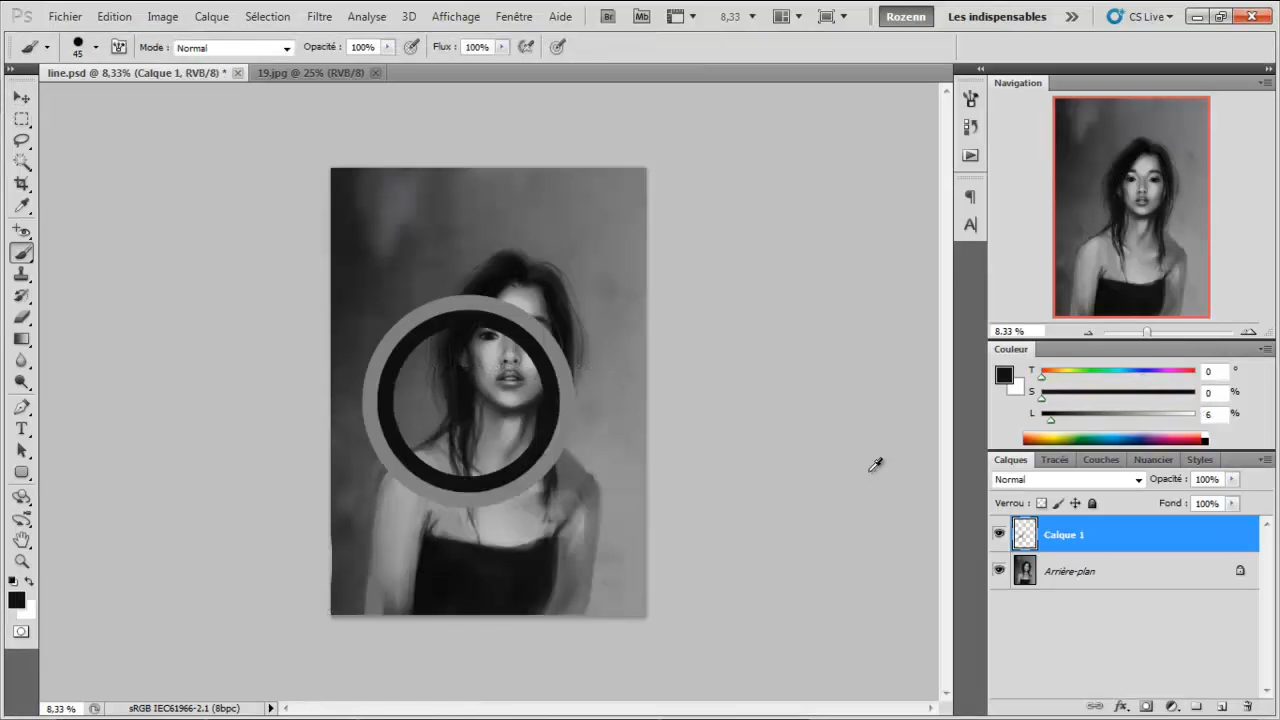 Ps Fichier Edition Image Calque Sélection Filtre Analyse 3D Affichage Fenêtre Aide Br Mb 8,33 Rozenn Les indispensables CS Live
45 Mode : Normal Opacité : 100% Flux : 100%
line.psd @ 8,33% (Calque 1, RVB/8) * 19.jpg @ 25% (RVB/8)
Navigation
8.33 %
Couleur
T 0 °
S 0 %
L 6 %
Calques Tracés Couches Nuancier Styles
Normal Opacité : 100%
Verrou : Fond : 100%
Calque 1
Arrière-plan
8,33 % sRGB IEC61966-2.1 (8bpc)